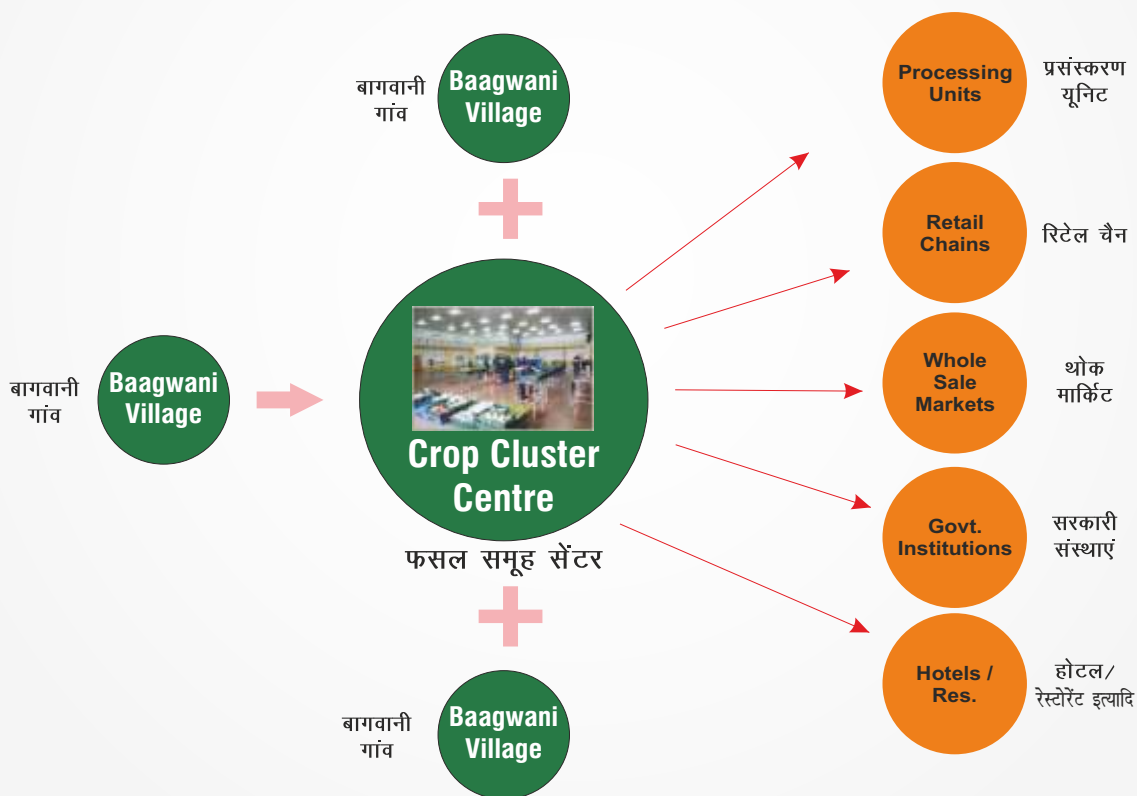 बागवानी
गांव
Baagwani
Village
बागवानी
गांव
Baagwani
Village
Crop Cluster
Centre
फसल समूह सेंटर
बागवानी
गांव
Baagwani
Village
Processing
Units
प्रसंस्करण
यूनिट
Retail
Chains
रिटेल चैन
Whole
Sale
Markets
थोक
मार्किट
Govt.
Institutions
सरकारी
संस्थाएं
Hotels /
Res.
होटल/
रेस्टोरेंट इत्यादि